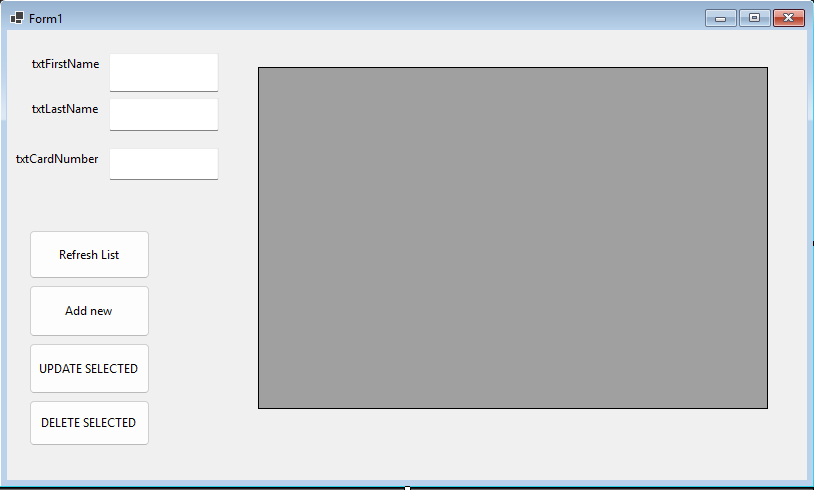 Form1
txtFirstName
txtLastName
txtCardNumber
Refresh List
Add new
UPDATE SELECTED
DELETE SELECTED